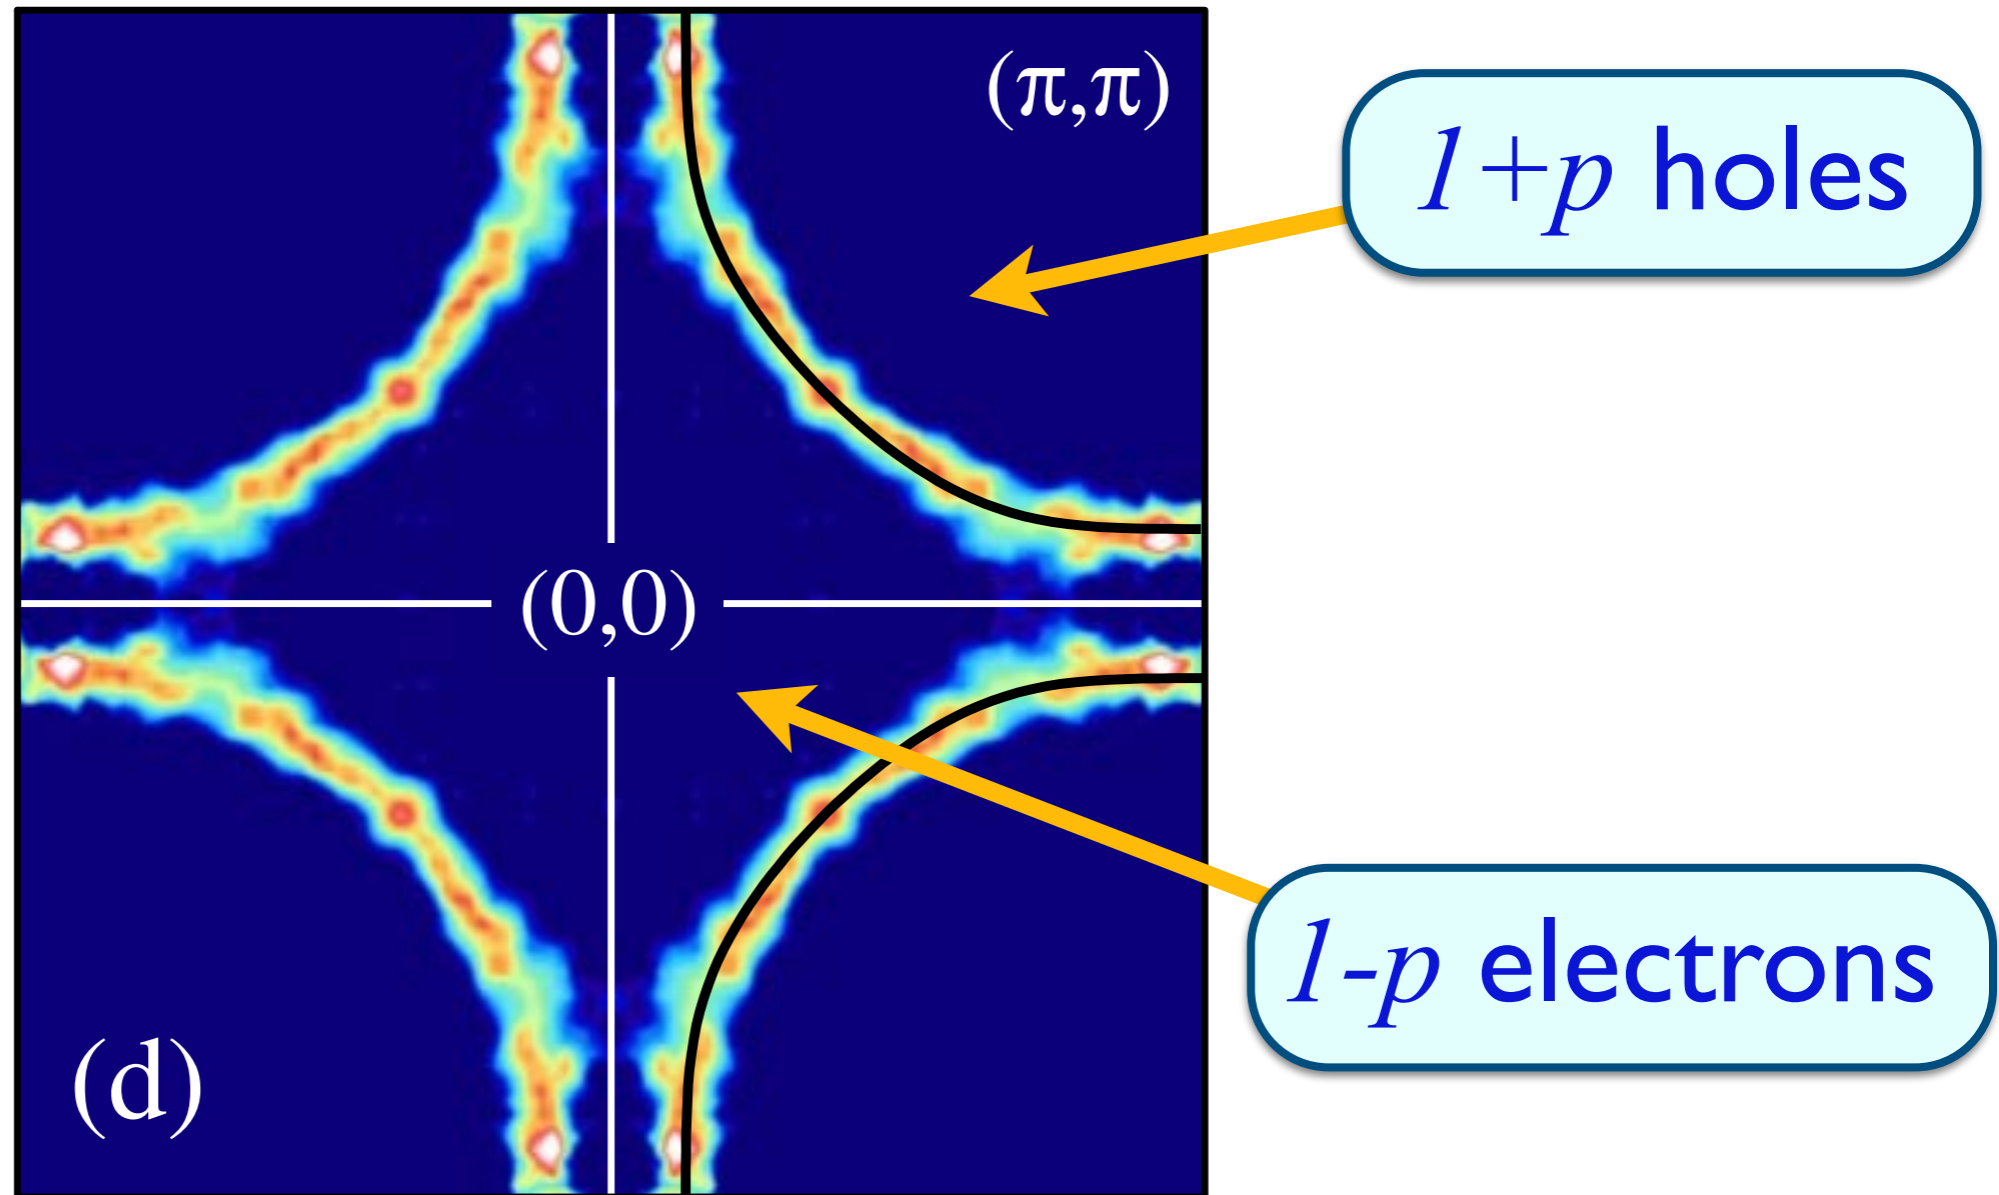 (π,π)
1+p holes
(0,0)
1-p electrons
(d)